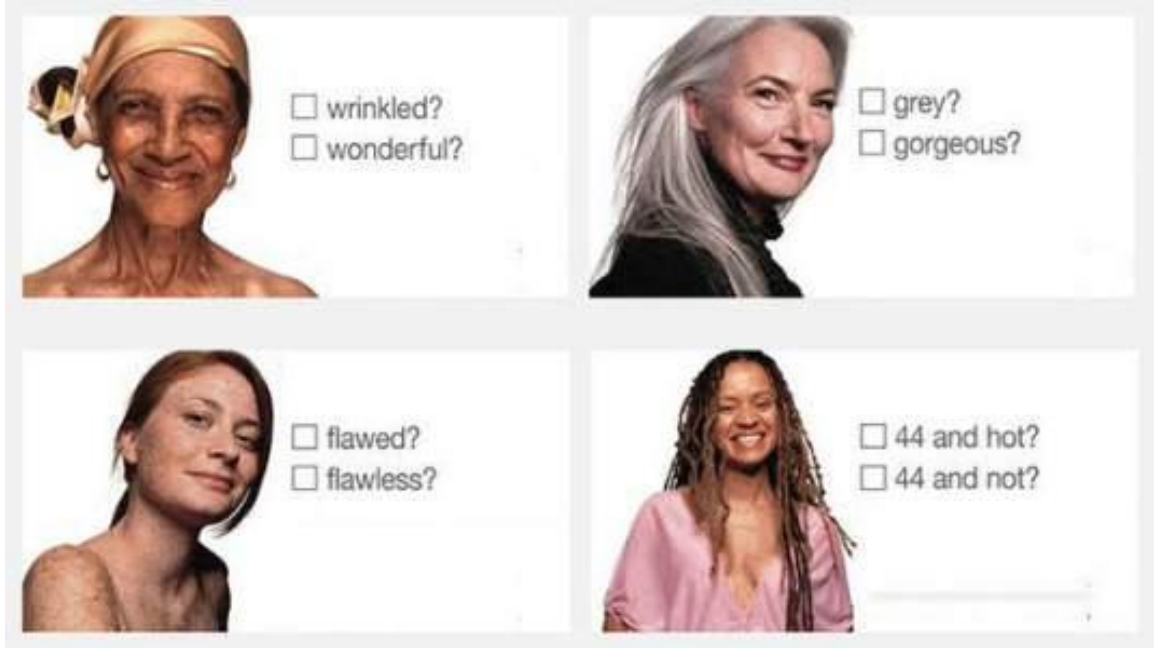 wrinkled?
wonderful?
grey?
gorgeous?
flawed?
flawless?
44 and hot?
44 and not?